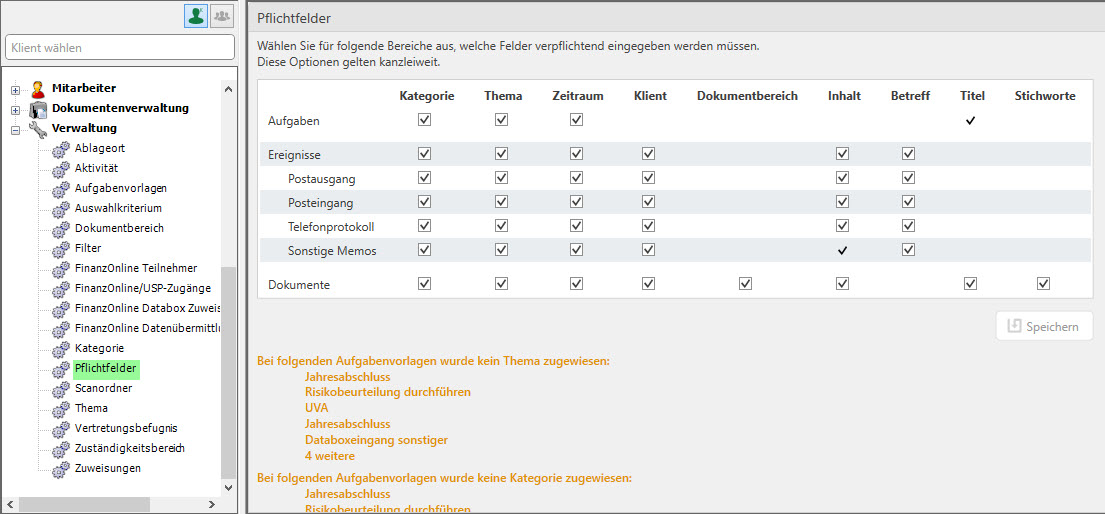 Klient wählen
Mitarbeiter
Dokumentenverwaltung
Verwaltung
Ablageort
Aktivität
Aufgabenvorlagen
Auswahlkriterium
Dokumentbereich
Filter
FinanzOnline Teilnehmer
FinanzOnline/USP-Zugänge
FinanzOnline Databox Zuweis
FinanzOnline Datenübermittlu
Kategorie
Pflichtfelder
Scanordner
Thema
Vertretungsbefugnis
Zuständigkeitsbereich
Zuweisungen
Pflichtfelder
Wählen Sie für folgende Bereiche aus, welche Felder verpflichtend eingegeben werden müssen.
Diese Optionen gelten kanzleiweit.
Kategorie Thema Zeitraum Klient Dokumentbereich Inhalt Betreff Titel Stichworte
Aufgaben
Ereignisse
Postausgang
Posteingang
Telefonprotokoll
Sonstige Memos
Dokumente
Speichern
Bei folgenden Aufgabenvorlagen wurde kein Thema zugewiesen:
Jahresabschluss
Risikobeurteilung durchführen
UVA
Jahresabschluss
Databoxeingang sonstiger
4 weitere
Bei folgenden Aufgabenvorlagen wurde keine Kategorie zugewiesen:
Jahresabschluss
Risikobeurteilung durchführen